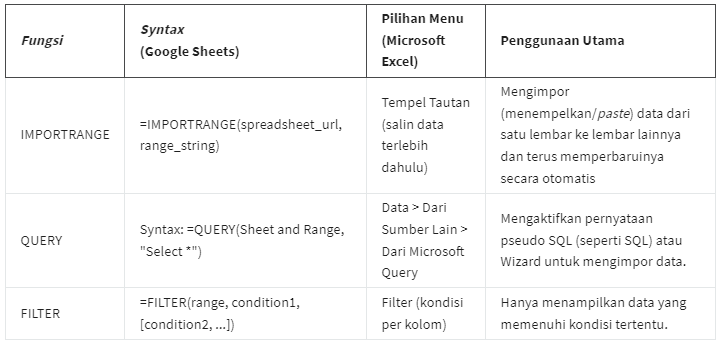 Fungsi
Syntax
(Google Sheets)
Pilihan Menu
(Microsoft
Excel)
Penggunaan Utama
IMPORTRANGE
=IMPORTRANGE(spreadsheet_url,
range_string)
Tempel Tautan
(salin data
terlebih
dahulu)
Mengimpor
(menempelkan/paste) data dari
satu lembar ke lembar lainnya
dan terus memperbaruinya
secara otomatis
QUERY
Syntax: =QUERY(Sheet and Range,
"Select *")
Data > Dari
Sumber Lain >
Dari Microsoft
Query
Mengaktifkan pernyataan
pseudo SQL (seperti SQL) atau
Wizard untuk mengimpor data.
FILTER
=FILTER(range, condition1,
[condition2, ...])
Filter (kondisi
per kolom)
Hanya menampilkan data yang
memenuhi kondisi tertentu.